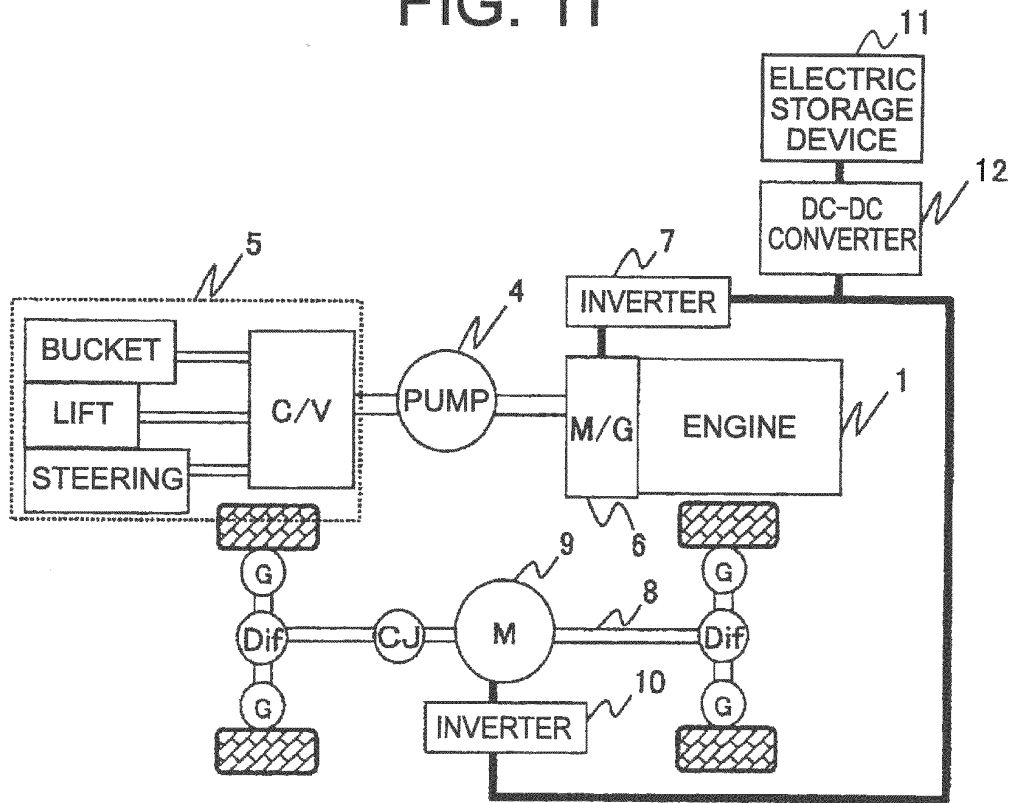 FIG. 11
11
ELECTRIC
STORAGE
DEVICE
12
DC-DC
CONVERTER
5
4
7
INVERTER
1
BUCKET
LIFT
STEERING
C/V
PUMP
M/G
ENGINE
6
9
8
G
G
Dif
CJ
M
Dif
10
G
G
INVERTER